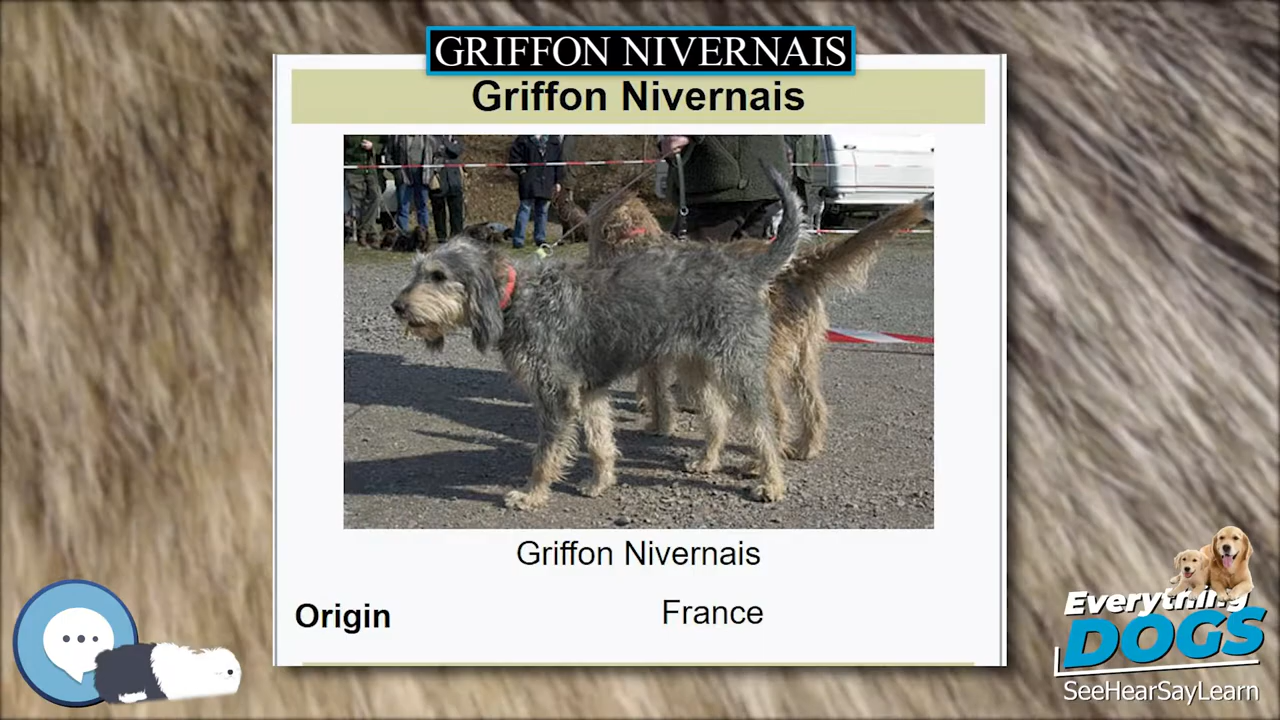 GRIFFON NIVERNAIS
Griffon Nivernais
Griffon Nivernais
Origin France
Everything
DOGS
SeeHearSayLearn